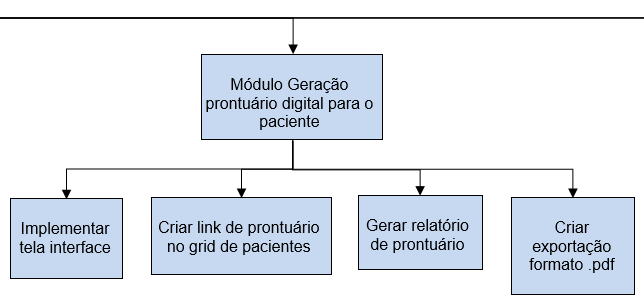 Módulo Geração
prontuário digital para o
paciente
Implementar
tela interface
Criar link de prontuário
no grid de pacientes
Gerar relatório
de prontuário
Criar
exportação
formato .pdf